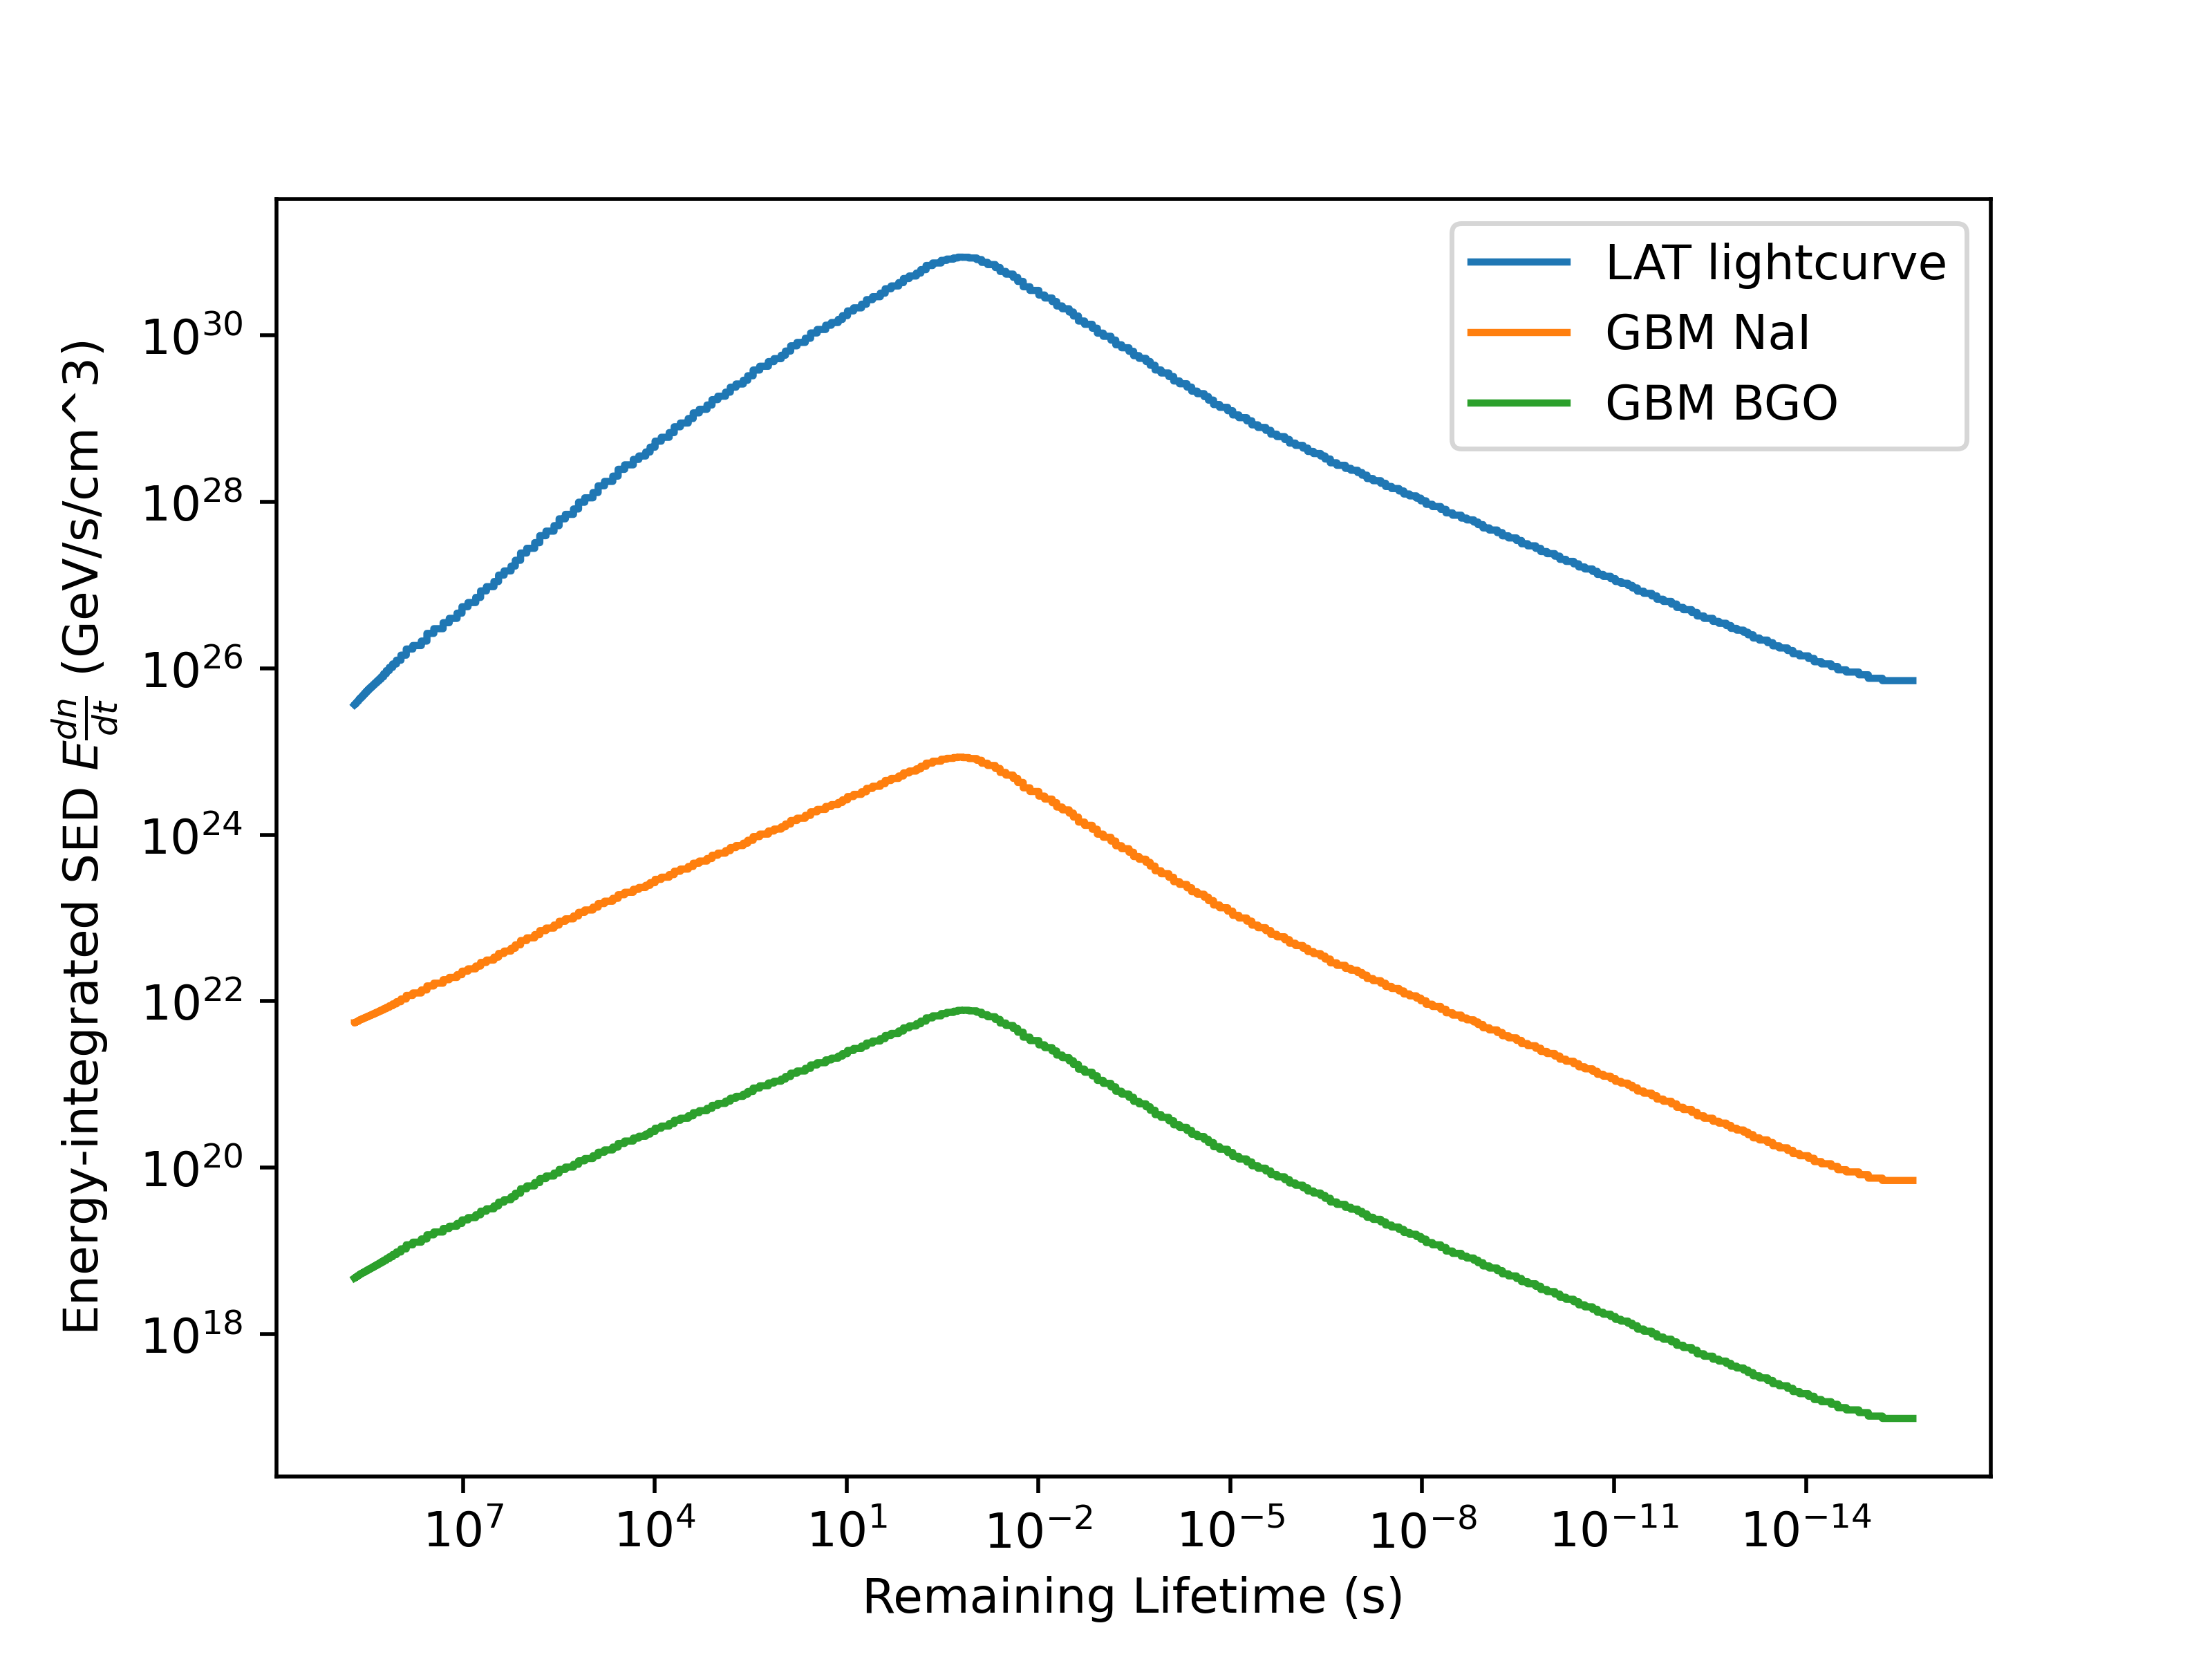 LAT lightcurve
GBM NaI
GBM BGO
10^30
10^28
10^26
10^24
10^22
10^20
10^18
Energy-integrated SED E dn/dt (GeV/s/cm^3)
10^7 10^4 10^1 10^−2 10^−5 10^−8 10^−11 10^−14
Remaining Lifetime (s)